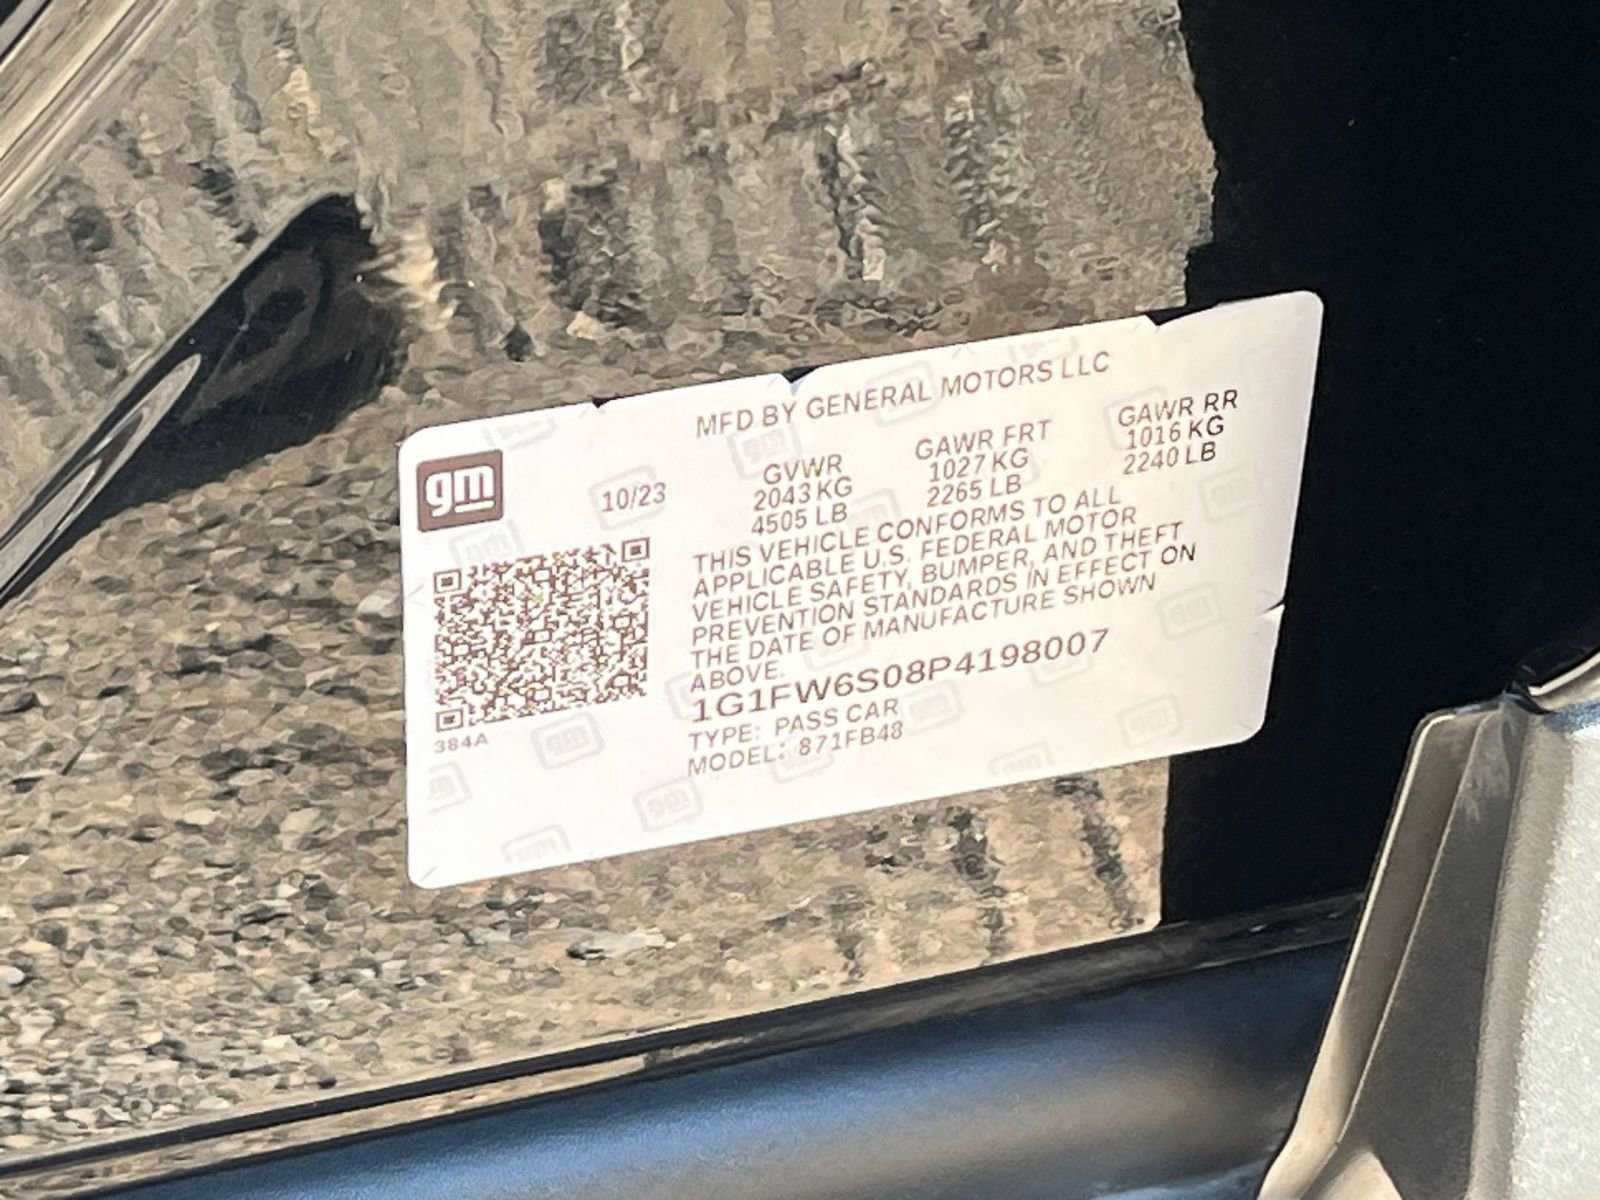 MFD BY GENERAL MOTORS LLC
gm
10/23
GVWR GAWR FRT GAWR RR
2043 KG 1027 KG 1016 KG
4505 LB 2265 LB 2240 LB
THIS VEHICLE CONFORMS TO ALL
APPLICABLE U.S. FEDERAL MOTOR
VEHICLE SAFETY, BUMPER, AND THEFT
PREVENTION STANDARDS IN EFFECT ON
THE DATE OF MANUFACTURE SHOWN
ABOVE.
1G1FW6S08P4198007
TYPE: PASS CAR
MODEL: 871FB48
384A